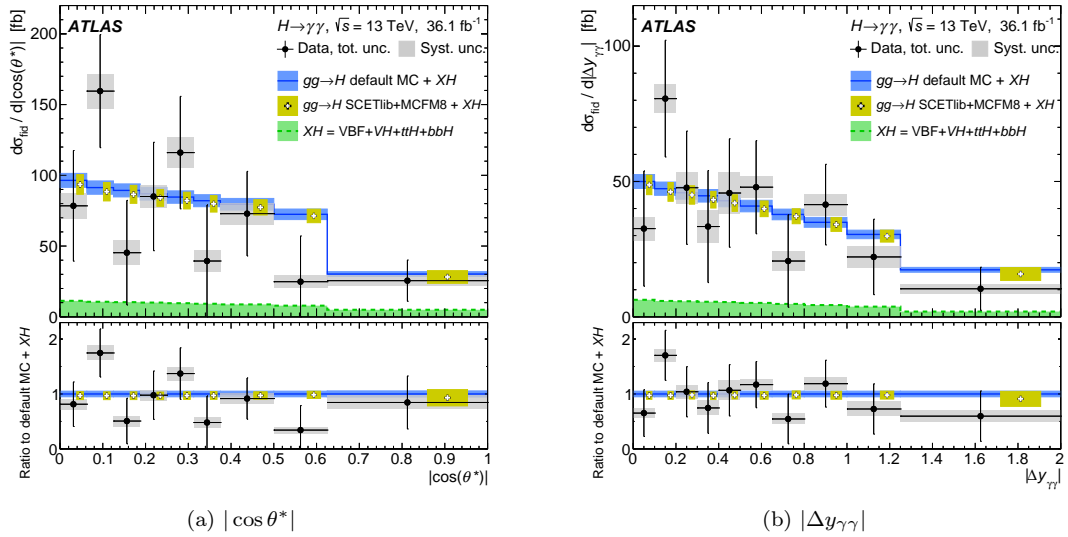 ATLAS
H→γγ, √s = 13 TeV, 36.1 fb⁻¹
Data, tot. unc. Syst. unc.
gg→H default MC + XH
gg→H SCETlib+MCFM8 + XH
XH = VBF+VH+ttH+bbH
dσ_fid / d|cos(θ*)| [fb]
200
150
100
50
0
Ratio to default MC + XH
2
1
0
0 0.1 0.2 0.3 0.4 0.5 0.6 0.7 0.8 0.9 1
|cos(θ*)|
(a) | cos θ*|
ATLAS
H→γγ, √s = 13 TeV, 36.1 fb⁻¹
Data, tot. unc. Syst. unc.
gg→H default MC + XH
gg→H SCETlib+MCFM8 + XH
XH = VBF+VH+ttH+bbH
dσ_fid / d|Δy_γγ| [fb]
100
50
0
Ratio to default MC + XH
2
1
0
0 0.2 0.4 0.6 0.8 1 1.2 1.4 1.6 1.8 2
|Δy_γγ|
(b) |Δy_γγ|